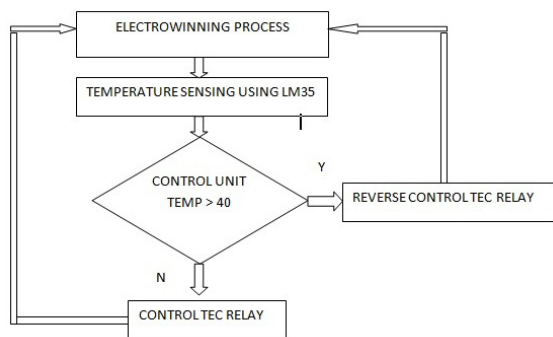 ELECTROWINNING PROCESS
TEMPERATURE SENSING USING LM35
CONTROL UNIT
TEMP > 40
Y
REVERSE CONTROL TEC RELAY
N
CONTROL TEC RELAY